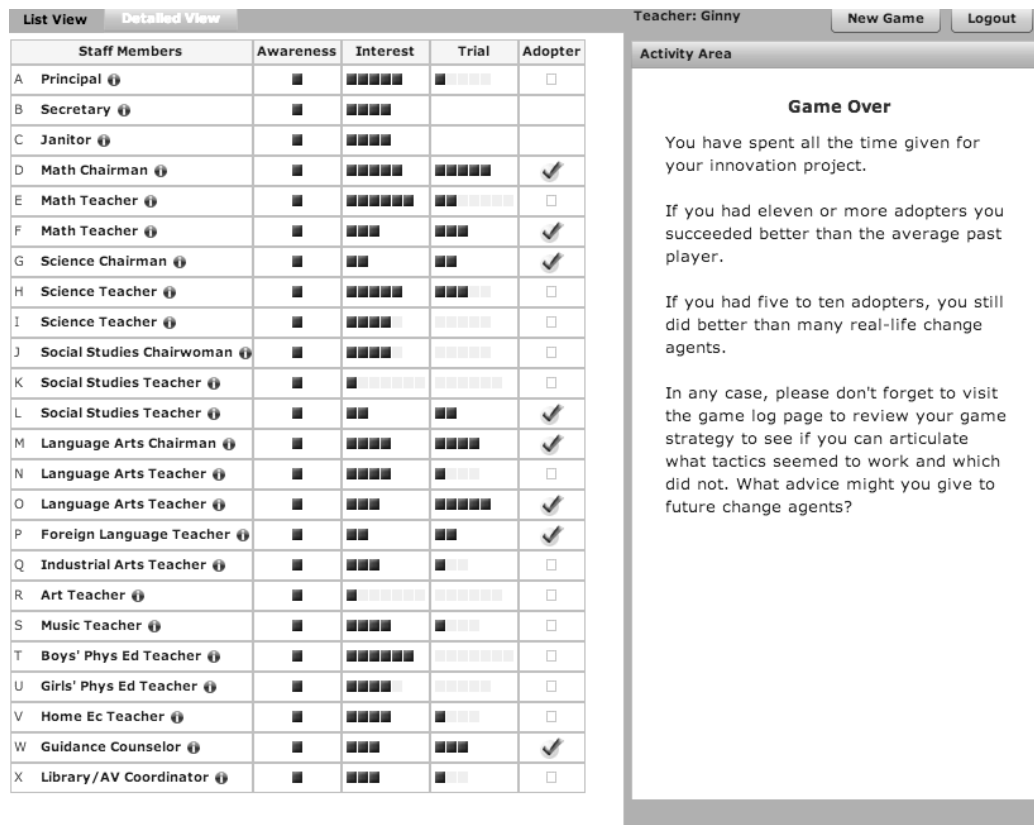 List View Detailed View
Teacher: Ginny New Game Logout
Staff Members Awareness Interest Trial Adopter
A Principal
B Secretary
C Janitor
D Math Chairman
E Math Teacher
F Math Teacher
G Science Chairman
H Science Teacher
I Science Teacher
J Social Studies Chairwoman
K Social Studies Teacher
L Social Studies Teacher
M Language Arts Chairman
N Language Arts Teacher
O Language Arts Teacher
P Foreign Language Teacher
Q Industrial Arts Teacher
R Art Teacher
S Music Teacher
T Boys' Phys Ed Teacher
U Girls' Phys Ed Teacher
V Home Ec Teacher
W Guidance Counselor
X Library/AV Coordinator
Activity Area
Game Over
You have spent all the time given for
your innovation project.
If you had eleven or more adopters you
succeeded better than the average past
player.
If you had five to ten adopters, you still
did better than many real-life change
agents.
In any case, please don't forget to visit
the game log page to review your game
strategy to see if you can articulate
what tactics seemed to work and which
did not. What advice might you give to
future change agents?